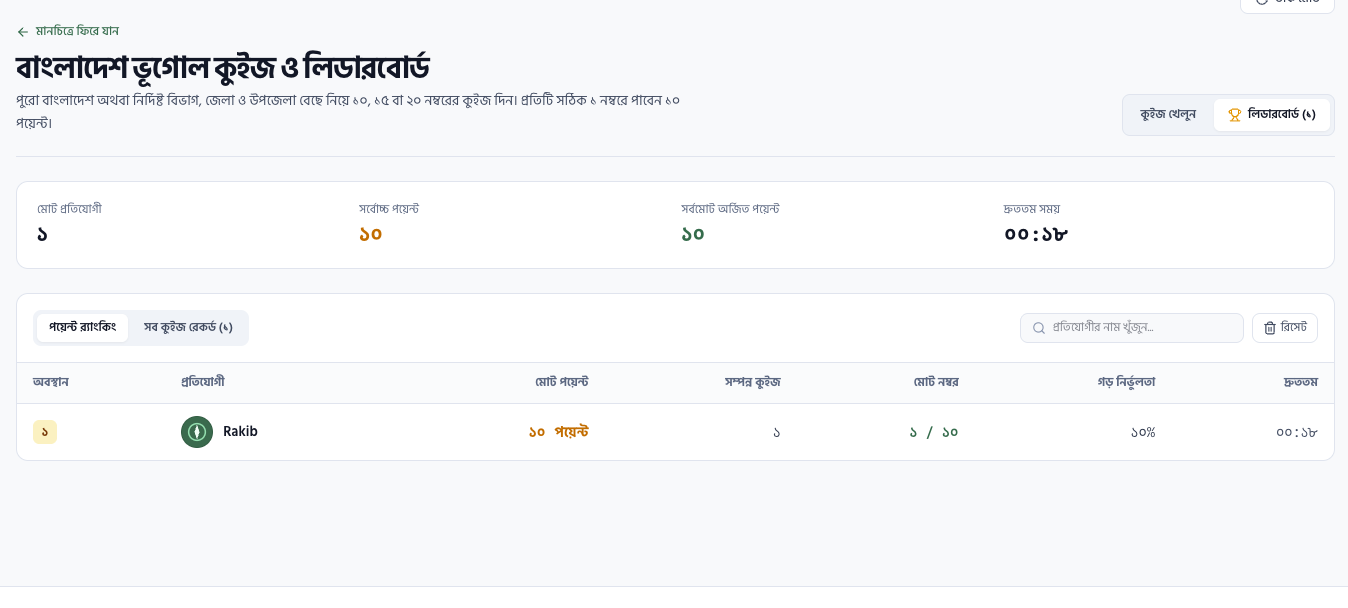 মানচিত্রে ফিরে যান
বাংলাদেশ ভূগোল কুইজ ও লিডারবোর্ড
পুরো বাংলাদেশ অথবা নির্দিষ্ট বিভাগ, জেলা ও উপজেলা বেছে নিয়ে ১০, ১৫ বা ২০ নম্বরের কুইজ দিন। প্রতিটি সঠিক ১ নম্বরে পাবেন ১০
পয়েন্ট।
কুইজ খেলুন লিডারবোর্ড (১)
মোট প্রতিযোগী সর্বোচ্চ পয়েন্ট সর্বমোট অর্জিত পয়েন্ট দ্রুততম সময়
১ ১০ ১০ ০০:১৮
পয়েন্ট র‍্যাংকিং সব কুইজ রেকর্ড (১) প্রতিযোগীর নাম খুঁজুন... রিসেট
অবস্থান প্রতিযোগী মোট পয়েন্ট সম্পন্ন কুইজ মোট নম্বর গড় নির্ভুলতা দ্রুততম
১ Rakib ১০ পয়েন্ট ১ ১ / ১০ ১০% ০০:১৮